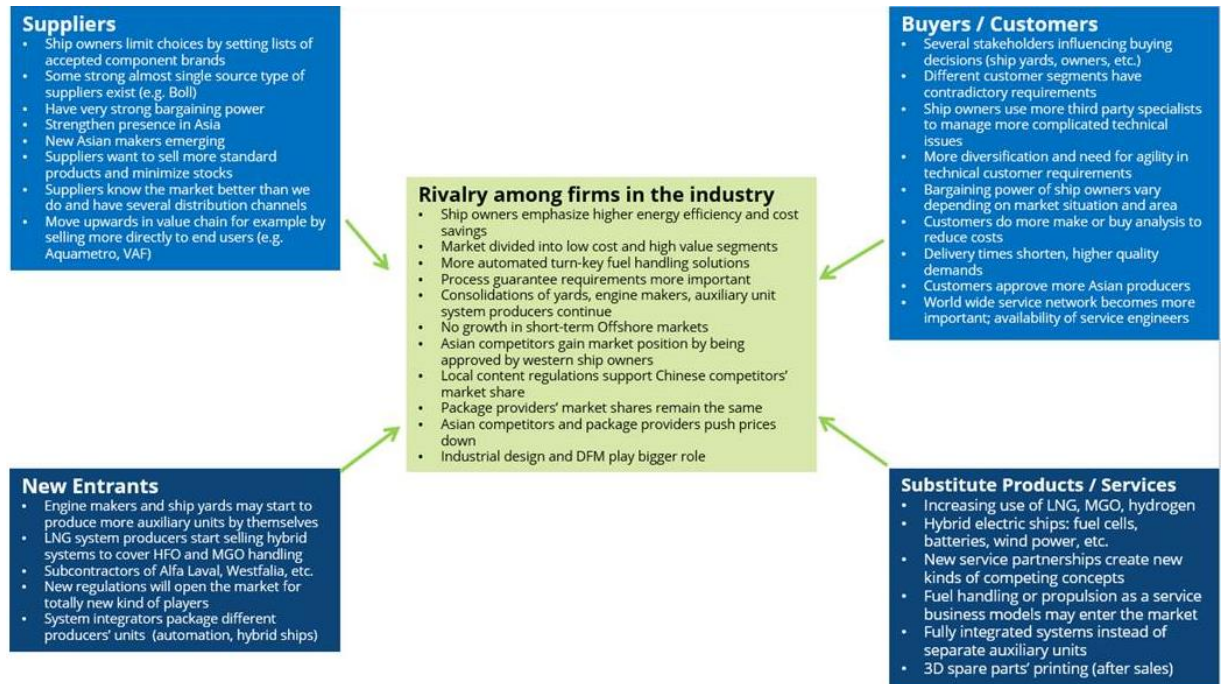 Suppliers
• Ship owners limit choices by setting lists of
accepted component brands
• Some strong almost single source type of
suppliers exist (e.g. Boll)
• Have very strong bargaining power
• Strengthen presence in Asia
• New Asian makers emerging
• Suppliers want to sell more standard
products and minimize stocks
• Suppliers know the market better than we
do and have several distribution channels
• Move upwards in value chain for example by
selling more directly to end users (e.g.
Aquametro, VAF)
Buyers / Customers
• Several stakeholders influencing buying
decisions (ship yards, owners, etc.)
• Different customer segments have
contradictory requirements
• Ship owners use more third party specialists
to manage more complicated technical
issues
• More diversification and need for agility in
technical customer requirements
• Bargaining power of ship owners vary
depending on market situation and area
• Customers do more make or buy analysis to
reduce costs
• Delivery times shorten, higher quality
demands
• Customers approve more Asian producers
• World wide service network becomes more
important; availability of service engineers
Rivalry among firms in the industry
• Ship owners emphasize higher energy efficiency and cost
savings
• Market divided into low cost and high value segments
• More automated turn-key fuel handling solutions
• Process guarantee requirements more important
• Consolidations of yards, engine makers, auxiliary unit
system producers continue
• No growth in short-term Offshore markets
• Asian competitors gain market position by being
approved by western ship owners
• Local content regulations support Chinese competitors'
market share
• Package providers' market shares remain the same
• Asian competitors and package providers push prices
down
• Industrial design and DFM play bigger role
New Entrants
• Engine makers and ship yards may start to
produce more auxiliary units by themselves
• LNG system producers start selling hybrid
systems to cover HFO and MGO handling
• Subcontractors of Alfa Laval, Westfalia, etc.
• New regulations will open the market for
totally new kind of players
• System integrators package different
producers' units (automation, hybrid ships)
Substitute Products / Services
• Increasing use of LNG, MGO, hydrogen
• Hybrid electric ships: fuel cells,
batteries, wind power, etc.
• New service partnerships create new
kinds of competing concepts
• Fuel handling or propulsion as a service
business models may enter the market
• Fully integrated systems instead of
separate auxiliary units
• 3D spare parts' printing (after sales)